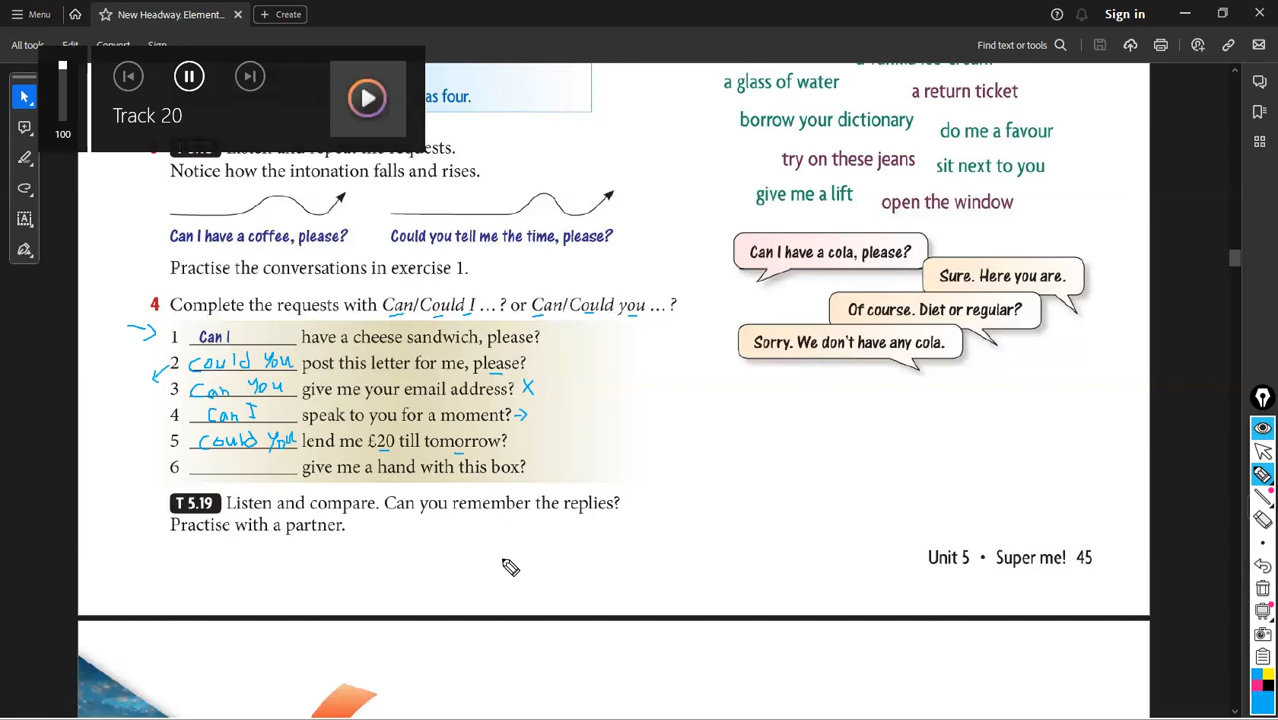 Menu
New Headway. Element...
Create
Sign in
All tools
Edit
Convert
Sign
Find text or tools
Track 20
100
as four.
Listen and repeat the requests.
Notice how the intonation falls and rises.
Can I have a coffee, please? Could you tell me the time, please?
Practise the conversations in exercise 1.
4 Complete the requests with Can/Could I …? or Can/Could you …?
1 Can I have a cheese sandwich, please?
2 Could You post this letter for me, please?
3 Can You give me your email address? X
4 Can I speak to you for a moment?
5 Could You lend me £20 till tomorrow?
6 ____________ give me a hand with this box?
T 5.19 Listen and compare. Can you remember the replies?
Practise with a partner.
a glass of water
a return ticket
borrow your dictionary
do me a favour
try on these jeans
sit next to you
give me a lift
open the window
Can I have a cola, please?
Sure. Here you are.
Of course. Diet or regular?
Sorry. We don't have any cola.
Unit 5 • Super me! 45